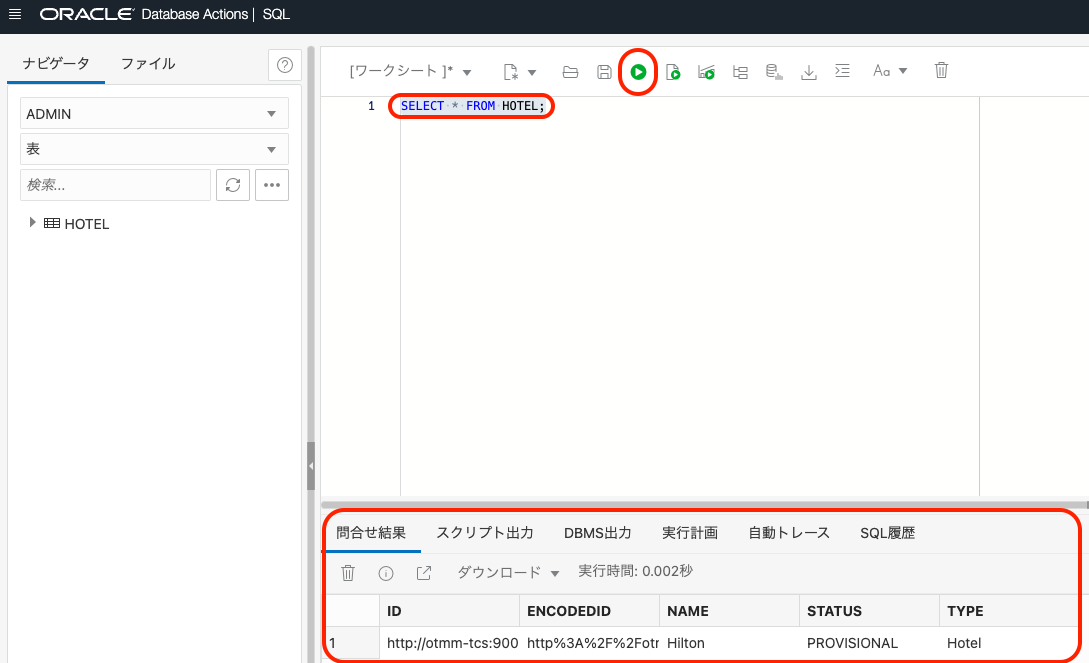 ORACLE Database Actions | SQL
ナビゲータ ファイル
ADMIN
表
検索...
HOTEL
[ワークシート ]*
Aa
1 SELECT * FROM HOTEL;
問合せ結果 スクリプト出力 DBMS出力 実行計画 自動トレース SQL履歴
ダウンロード 実行時間: 0.002秒
ID ENCODEDID NAME STATUS TYPE
1 http://otmm-tcs:900 http%3A%2F%2Fotm Hilton PROVISIONAL Hotel